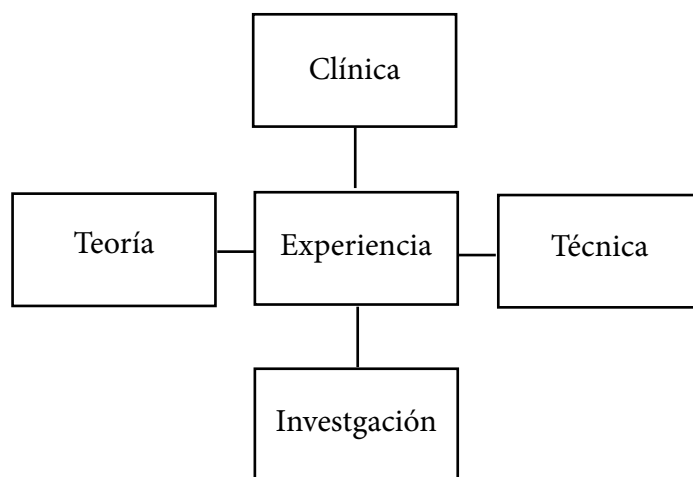 Clínica
Teoría
Experiencia
Técnica
Investgación